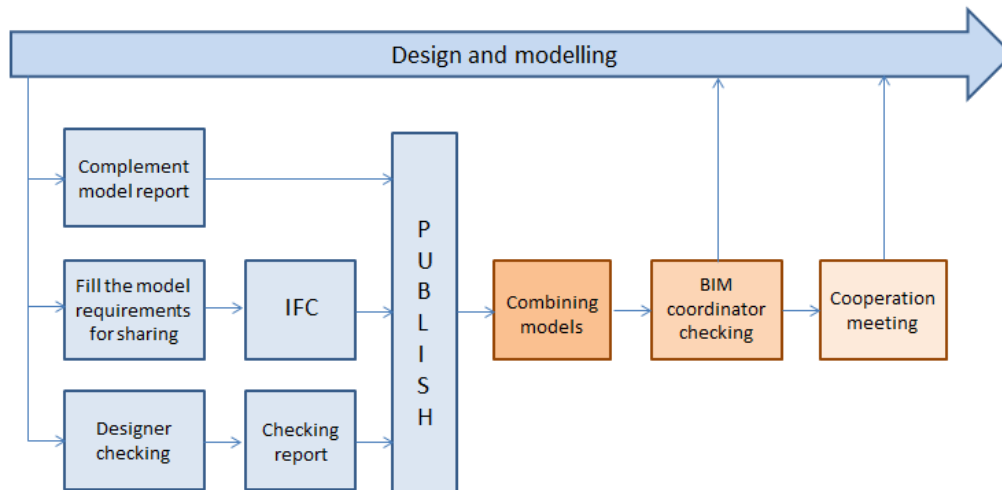 Design and modelling
Complement
model report
Fill the model
requirements
for sharing
IFC
Designer
checking
Checking
report
P
U
B
L
I
S
H
Combining
models
BIM
coordinator
checking
Cooperation
meeting